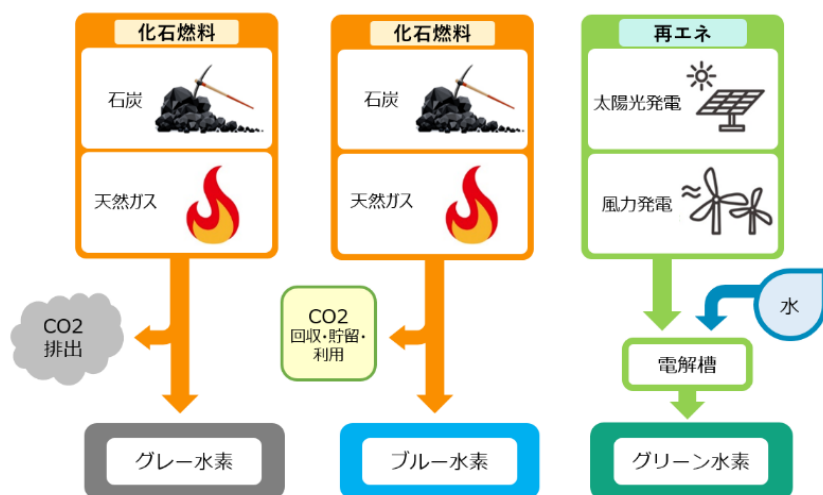 化石燃料
石炭
天然ガス
CO2
排出
グレー水素
化石燃料
石炭
天然ガス
CO2
回収・貯留・
利用
ブルー水素
再エネ
太陽光発電
風力発電
水
電解槽
グリーン水素